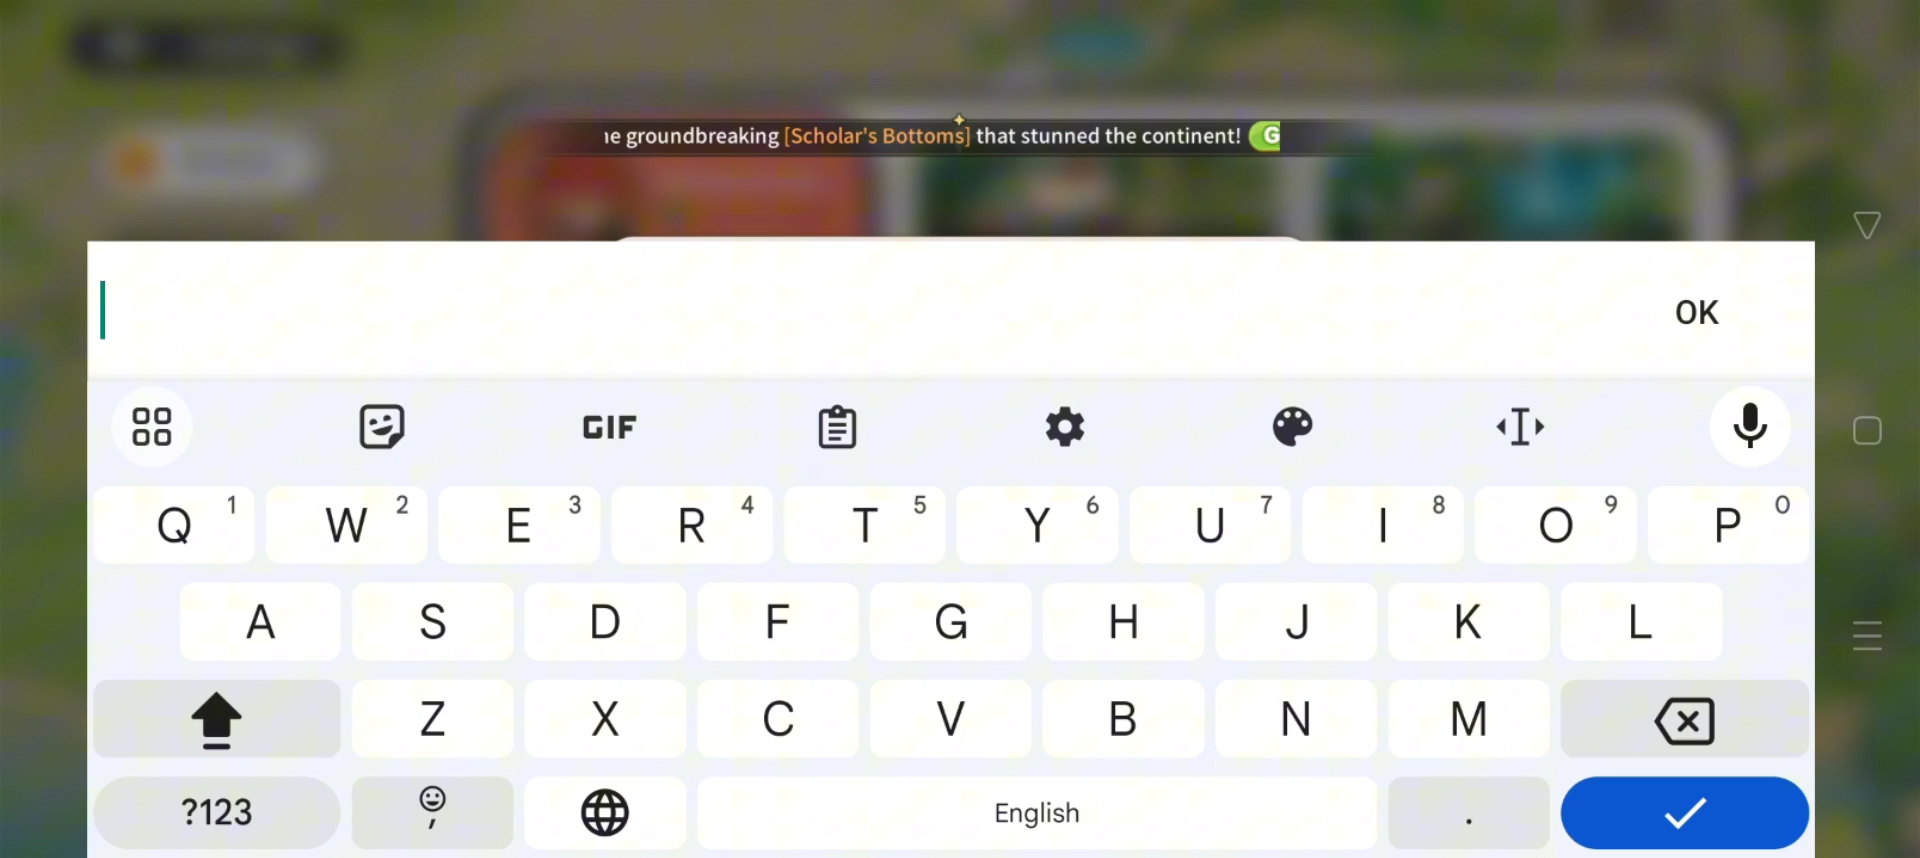 groundbreaking [Scholar's Bottoms] that stunned the continent! G
OK
GIF
Q 1 W 2 E 3 R 4 T 5 Y 6 U 7 I 8 O 9 P 0
A S D F G H J K L
Z X C V B N M
?123 , English .